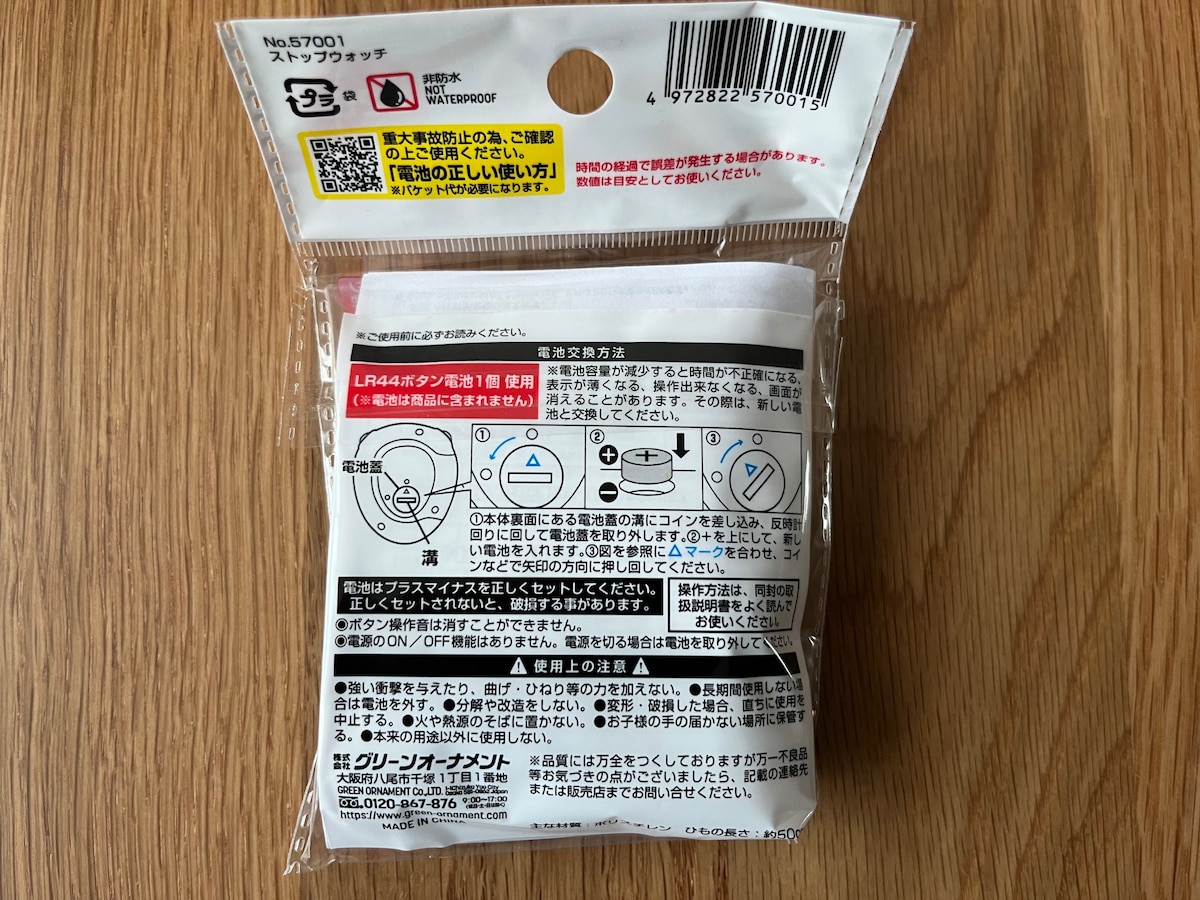 No.57001
ストップウォッチ
プラ
袋
非防水
NOT
WATERPROOF
4 972822 570015
重大事故防止の為、ご確認
の上ご使用ください。
「電池の正しい使い方」
※パケット代が必要になります。
時間の経過で誤差が発生する場合があります。
数値は目安としてお使いください。
※ご使用前に必ずお読みください。
電池交換方法
LR44ボタン電池1個 使用
(※電池は商品に含まれません)
※電池容量が減少すると時間が不正確になる、
表示が薄くなる、操作出来なくなる、画面が
消えることがあります。その際は、新しい電
池と交換してください。
電池蓋
溝
①
②
③
①本体裏面にある電池蓋の溝にコインを差し込み、反時計
回りに回して電池蓋を取り外します。②+を上にして、新し
い電池を入れます。③図を参照に△マークを合わせ、コイ
ンなどで矢印の方向に押し回してください。
電池はプラスマイナスを正しくセットしてください。
正しくセットされないと、破損する事があります。
操作方法は、同封の取
扱説明書をよく読んで
お使いください。
◉ボタン操作音は消すことができません。
◉電源のON/OFF機能はありません。電源を切る場合は電池を取り外してください。
⚠ 使用上の注意 ⚠
●強い衝撃を与えたり、曲げ・ひねり等の力を加えない。●長期間使用しない場
合は電池を外す。●分解や改造をしない。●変形・破損した場合、直ちに使用を
中止する。●火や熱源のそばに置かない。●お子様の手の届かない場所に保管す
る。●本来の用途以外に使用しない。
株式会社 グリーンオーナメント
大阪府八尾市千塚1丁目1番地
GREEN ORNAMENT Co.,LTD.
0120-867-876 9:00〜17:00
https://www.green-ornament.com
MADE IN CHINA
※品質には万全をつくしておりますが万一不良品
等お気づきの点がございましたら、記載の連絡先
または販売店までお問い合せください。
主な材質:ポリスチレン ひもの長さ:約50